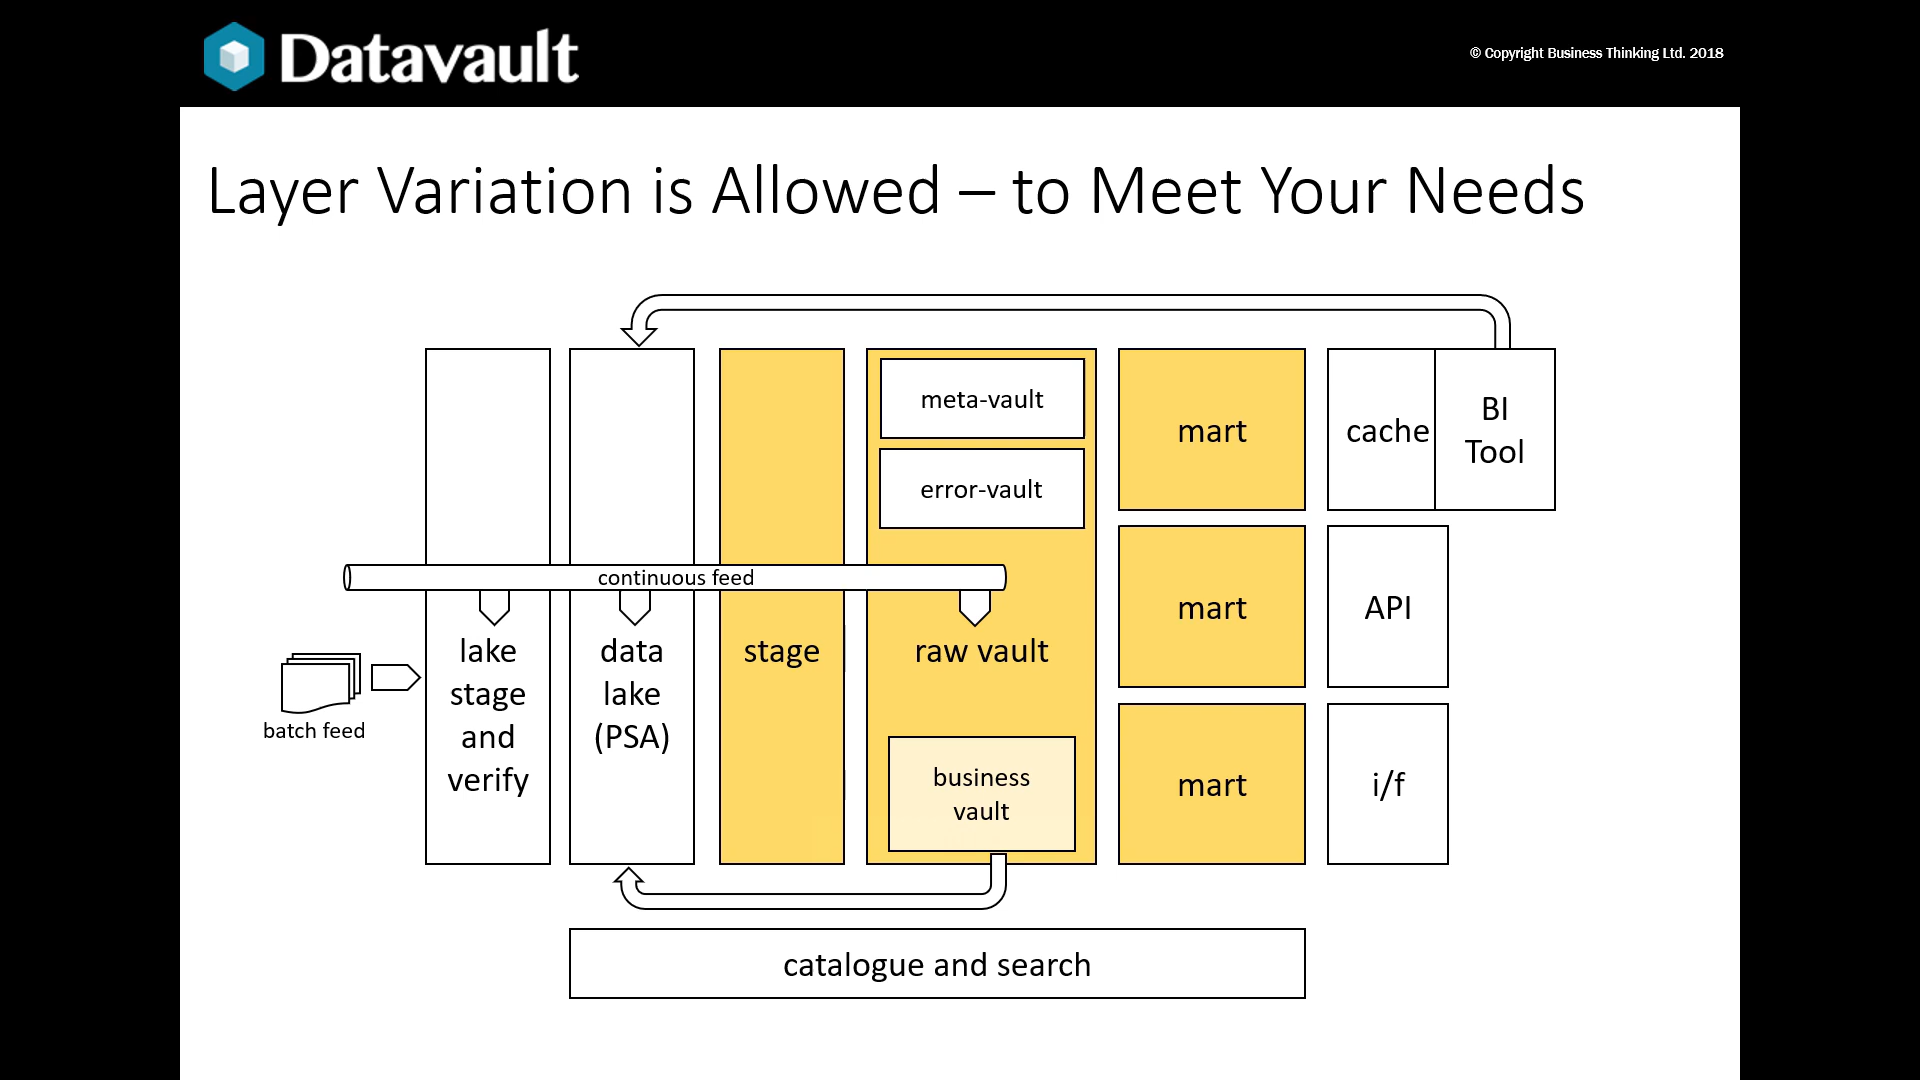 Datavault
© Copyright Business Thinking Ltd. 2018
Layer Variation is Allowed – to Meet Your Needs
meta-vault
error-vault
mart
cache
BI
Tool
continuous feed
batch feed
lake
stage
and
verify
data
lake
(PSA)
stage
raw vault
business
vault
mart
API
mart
i/f
catalogue and search